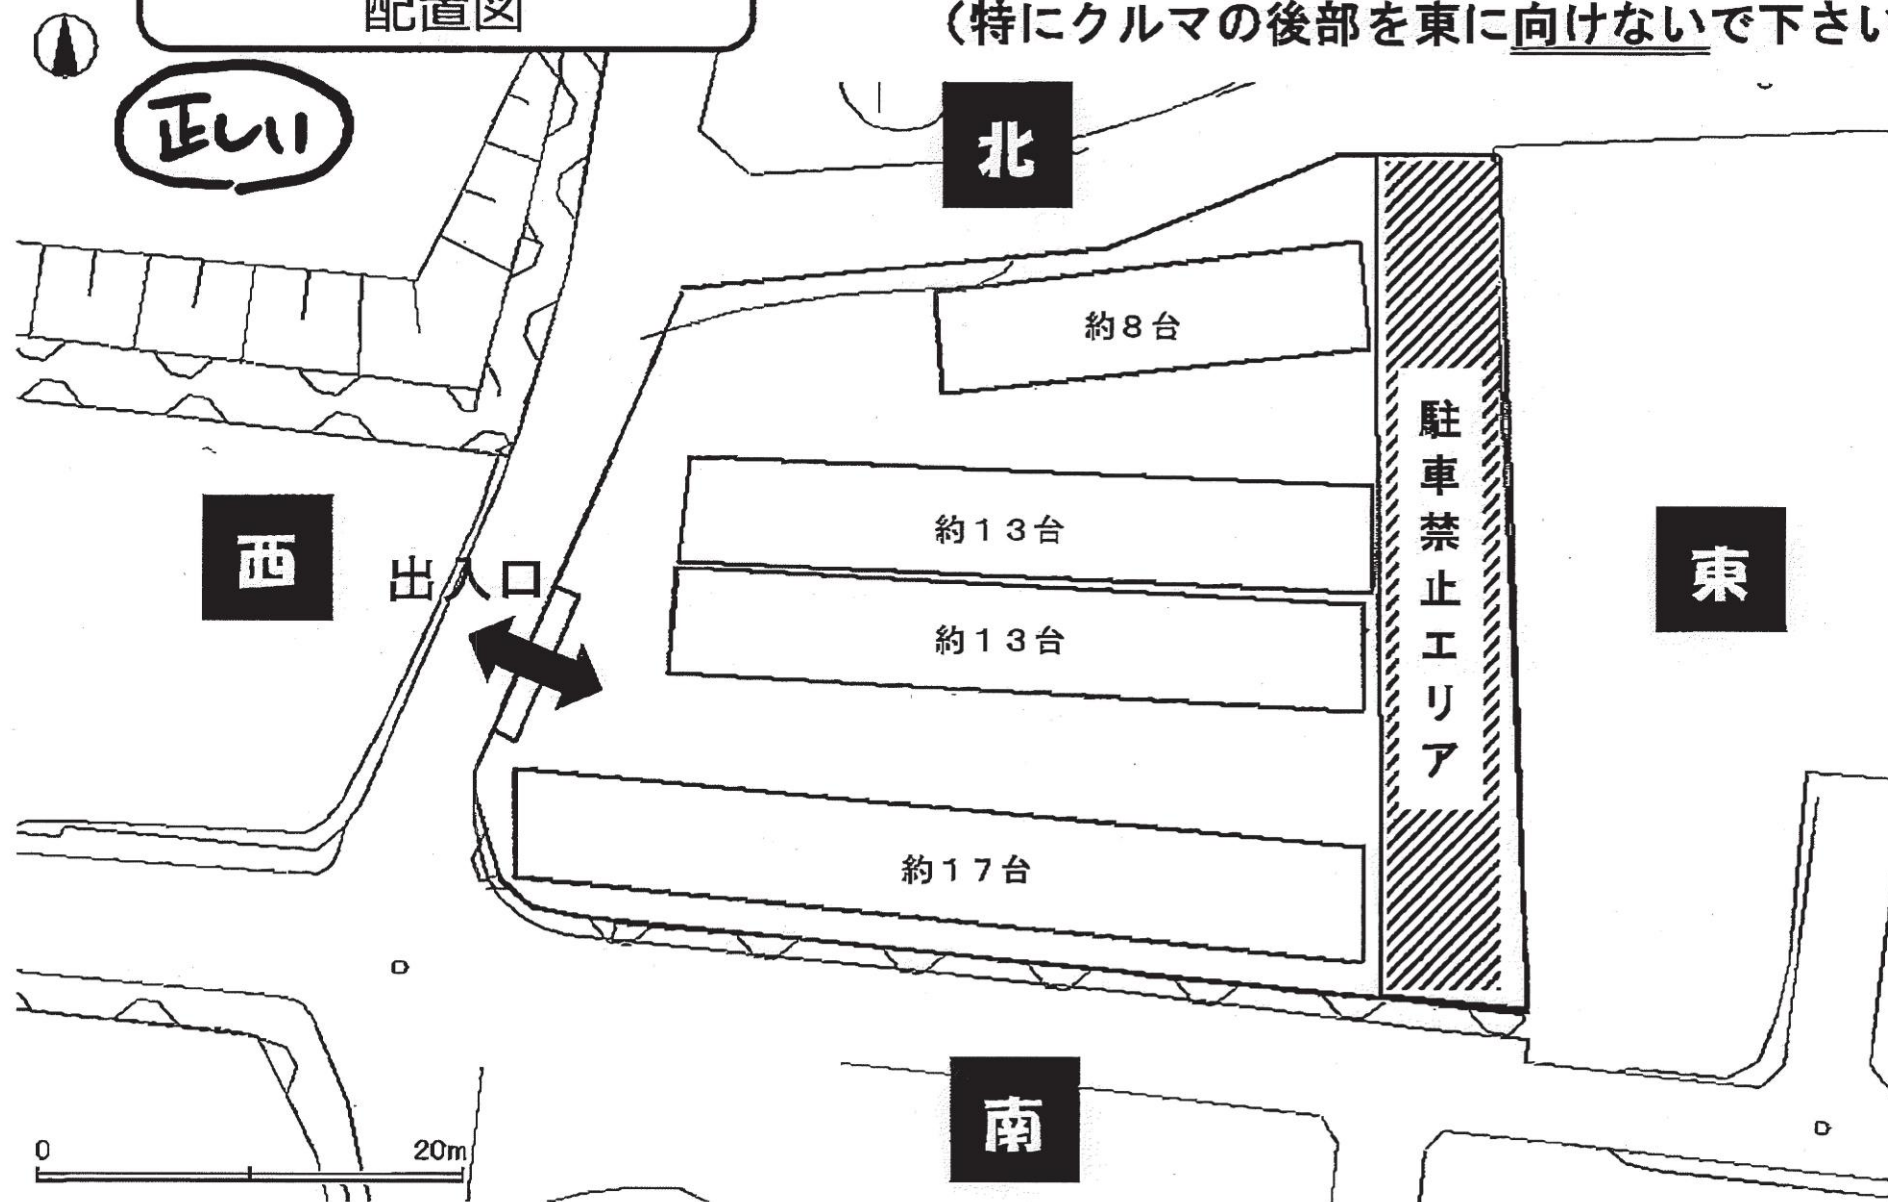 配置図
（特にクルマの後部を東に向けないで下さい
正しい
北
約８台
駐車禁止エリア
約１３台
西
出入口
東
約１３台
約１７台
南
0 20m